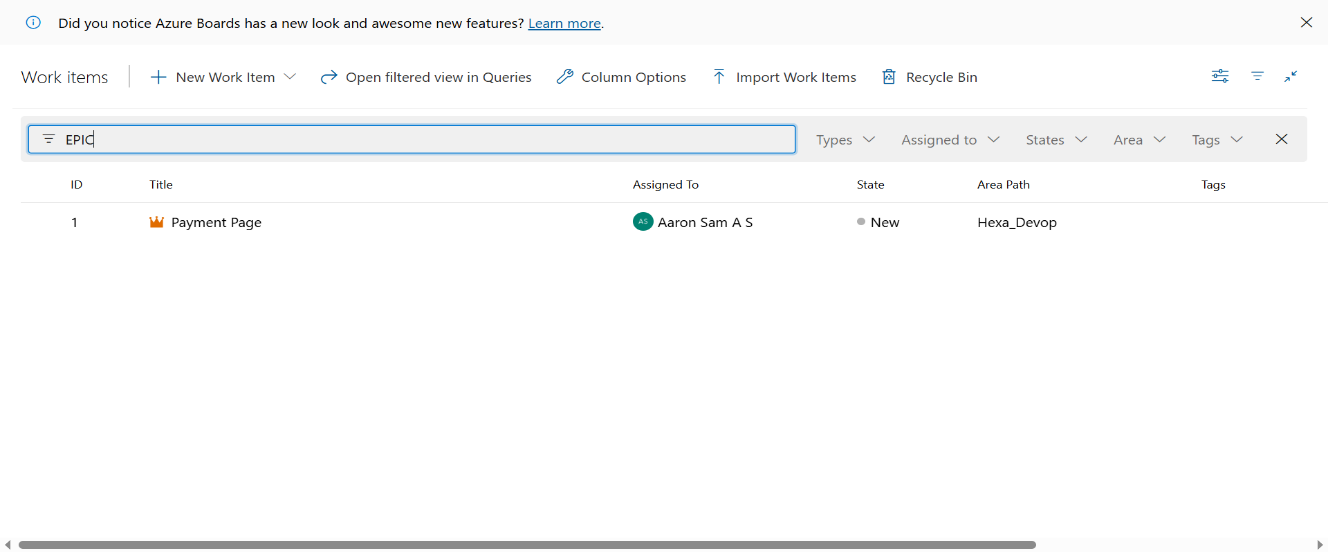 Did you notice Azure Boards has a new look and awesome new features? Learn more.
Work items New Work Item Open filtered view in Queries Column Options Import Work Items Recycle Bin
EPIC Types Assigned to States Area Tags
ID Title Assigned To State Area Path Tags
1 Payment Page AS Aaron Sam A S New Hexa_Devop